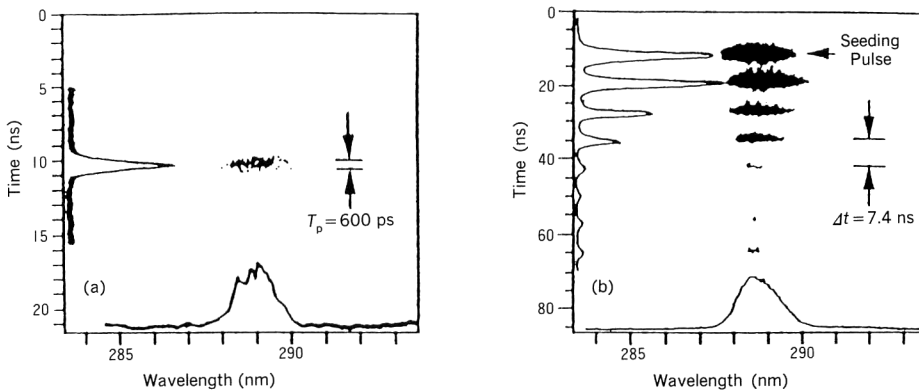 0
5
10
15
20
Time (ns)
T_p = 600 ps
(a)
285
290
Wavelength (nm)
0
20
40
60
80
Time (ns)
Seeding
Pulse
Δt = 7.4 ns
(b)
285
290
Wavelength (nm)